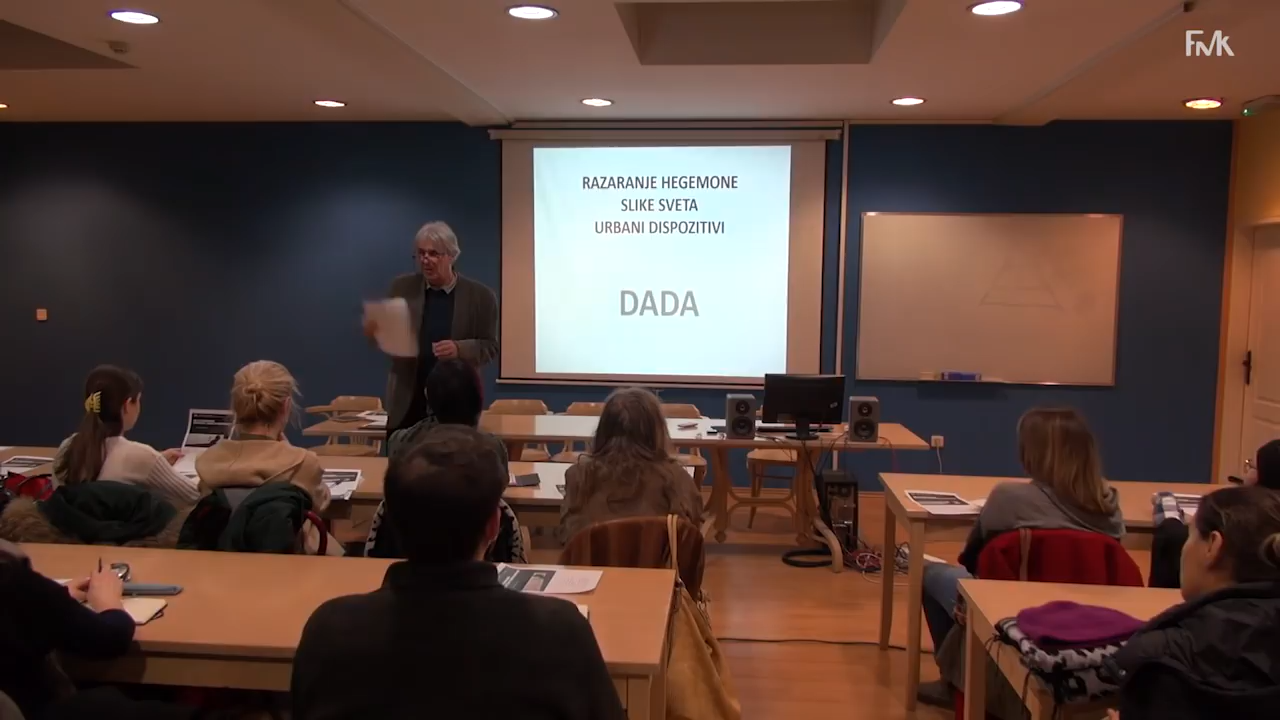 FMK
RAZARANJE HEGEMONE
SLIKE SVETA
URBANI DISPOZITIVI
DADA